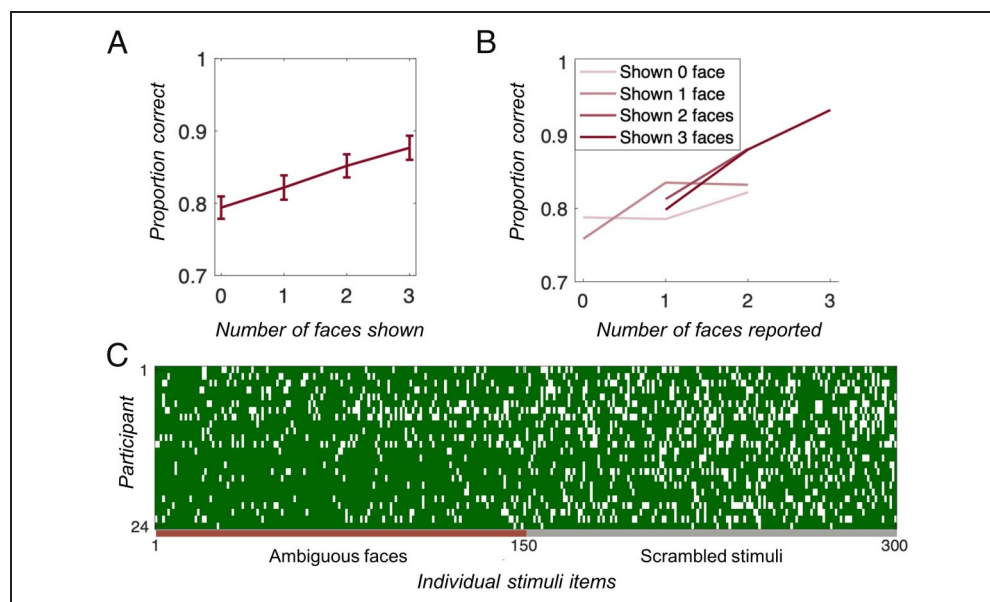 A
Proportion correct
1
0.9
0.8
0.7
0 1 2 3
Number of faces shown
B
Proportion correct
1
0.9
0.8
0.7
Shown 0 face
Shown 1 face
Shown 2 faces
Shown 3 faces
0 1 2 3
Number of faces reported
C
Participant
1
24
1 150 300
Ambiguous faces Scrambled stimuli
Individual stimuli items